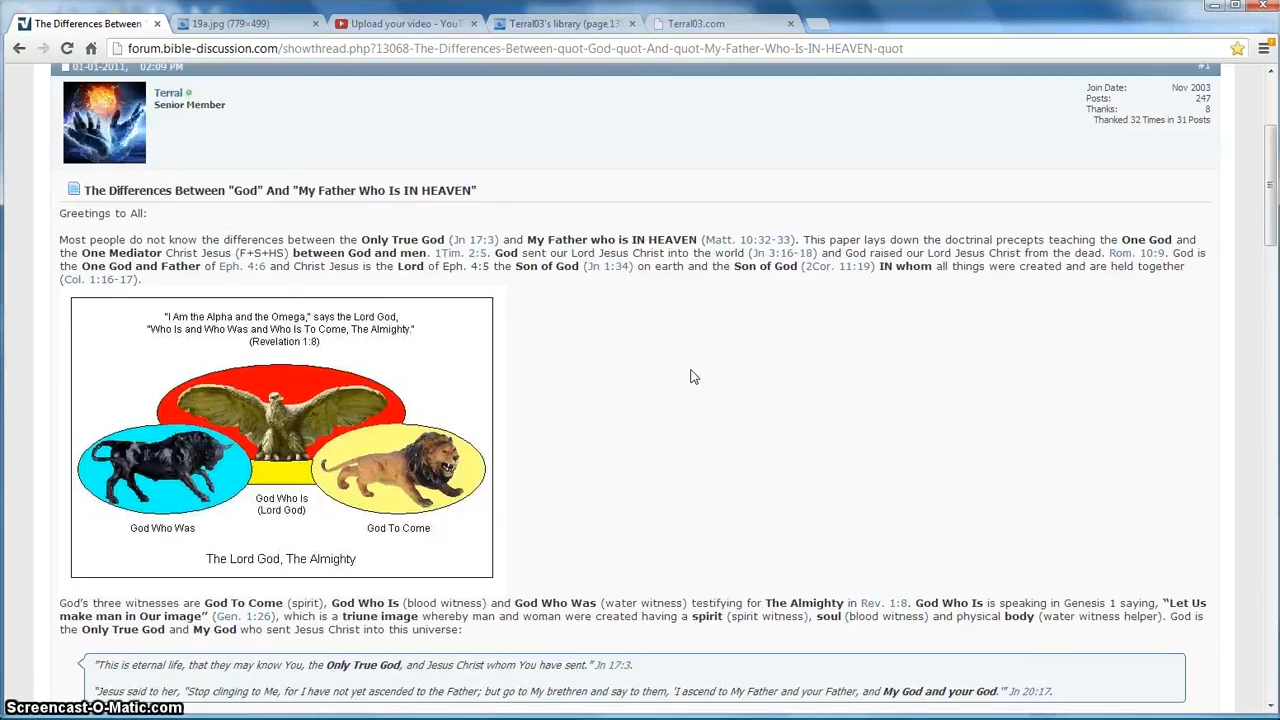 The Differences Between "
19a.jpg (779×499)
Upload your video - YouT
Terral03's library (page 13
Terral03.com
forum.bible-discussion.com/showthread.php?13068-The-Differences-Between-quot-God-quot-And-quot-My-Father-Who-Is-IN-HEAVEN-quot
01-01-2011, 02:09 PM
#1
Terral
Senior Member
Join Date: Nov 2003
Posts: 247
Thanks: 8
Thanked 32 Times in 31 Posts
The Differences Between "God" And "My Father Who Is IN HEAVEN"
Greetings to All:
Most people do not know the differences between the Only True God (Jn 17:3) and My Father who is IN HEAVEN (Matt. 10:32-33). This paper lays down the doctrinal precepts teaching the One God and
the One Mediator Christ Jesus (F+S+HS) between God and men. 1Tim. 2:5. God sent our Lord Jesus Christ into the world (Jn 3:16-18) and God raised our Lord Jesus Christ from the dead. Rom. 10:9. God is
the One God and Father of Eph. 4:6 and Christ Jesus is the Lord of Eph. 4:5 the Son of God (Jn 1:34) on earth and the Son of God (2Cor. 11:19) IN whom all things were created and are held together
(Col. 1:16-17).
"I Am the Alpha and the Omega," says the Lord God,
"Who Is and Who Was and Who Is To Come, The Almighty."
(Revelation 1:8)
God Who Is
(Lord God)
God Who Was
God To Come
The Lord God, The Almighty
God's three witnesses are God To Come (spirit), God Who Is (blood witness) and God Who Was (water witness) testifying for The Almighty in Rev. 1:8. God Who Is is speaking in Genesis 1 saying, “Let Us
make man in Our image” (Gen. 1:26), which is a triune image whereby man and woman were created having a spirit (spirit witness), soul (blood witness) and physical body (water witness helper). God is
the Only True God and My God who sent Jesus Christ into this universe:
"This is eternal life, that they may know You, the Only True God, and Jesus Christ whom You have sent." Jn 17:3.
"Jesus said to her, "Stop clinging to Me, for I have not yet ascended to the Father; but go to My brethren and say to them, 'I ascend to My Father and your Father, and My God and your God.'" Jn 20:17.
Screencast-O-Matic.com